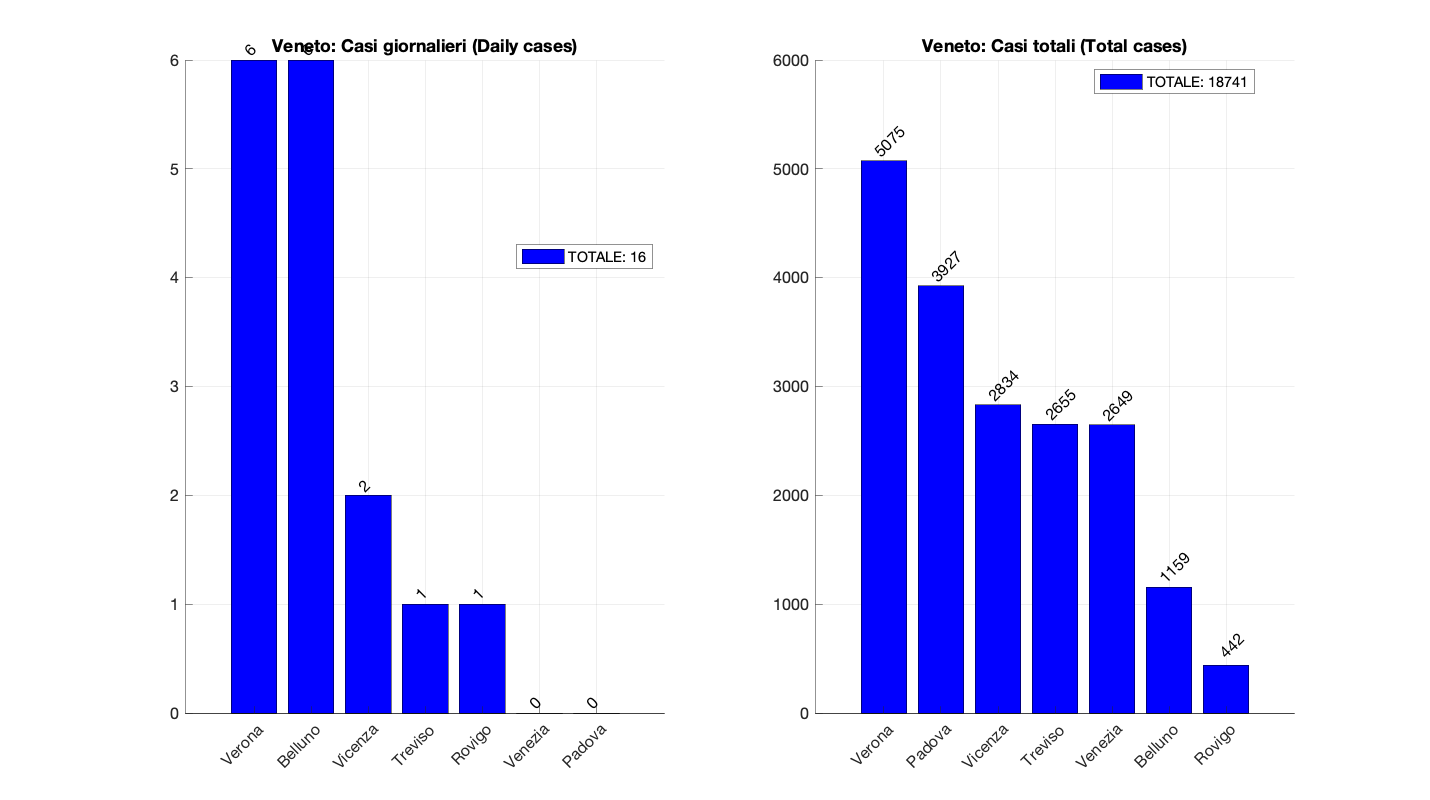 Veneto: Casi giornalieri (Daily cases)
6
6
6
5
TOTALE: 16
4
3
2
2
1
1
1
0
0
0
Verona
Belluno
Vicenza
Treviso
Rovigo
Venezia
Padova
Veneto: Casi totali (Total cases)
6000
TOTALE: 18741
5075
5000
3927
4000
2834
2655
2649
3000
2000
1159
1000
442
0
Verona
Padova
Vicenza
Treviso
Venezia
Belluno
Rovigo